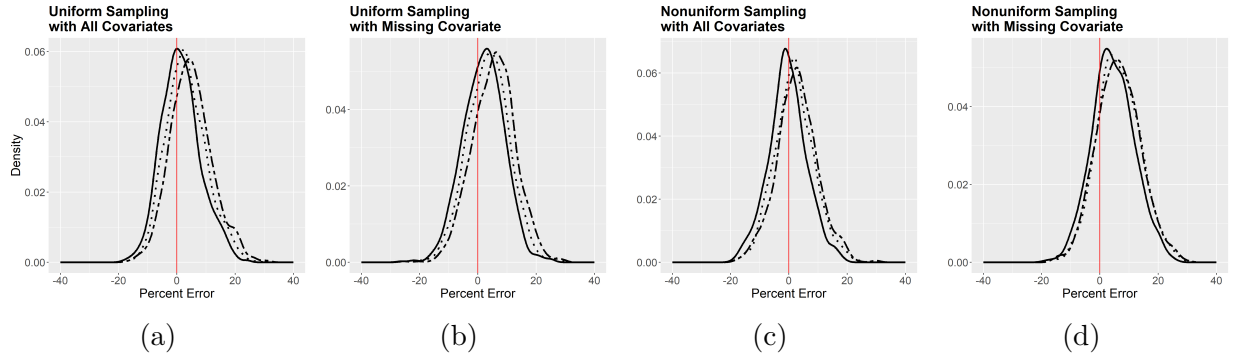 Uniform Sampling
with All Covariates
Density
0.06
0.04
0.02
0.00
-40
-20
0
20
40
Percent Error
(a)
Uniform Sampling
with Missing Covariate
0.04
0.02
0.00
-40
-20
0
20
40
Percent Error
(b)
Nonuniform Sampling
with All Covariates
0.06
0.04
0.02
0.00
-40
-20
0
20
40
Percent Error
(c)
Nonuniform Sampling
with Missing Covariate
0.04
0.02
0.00
-40
-20
0
20
40
Percent Error
(d)